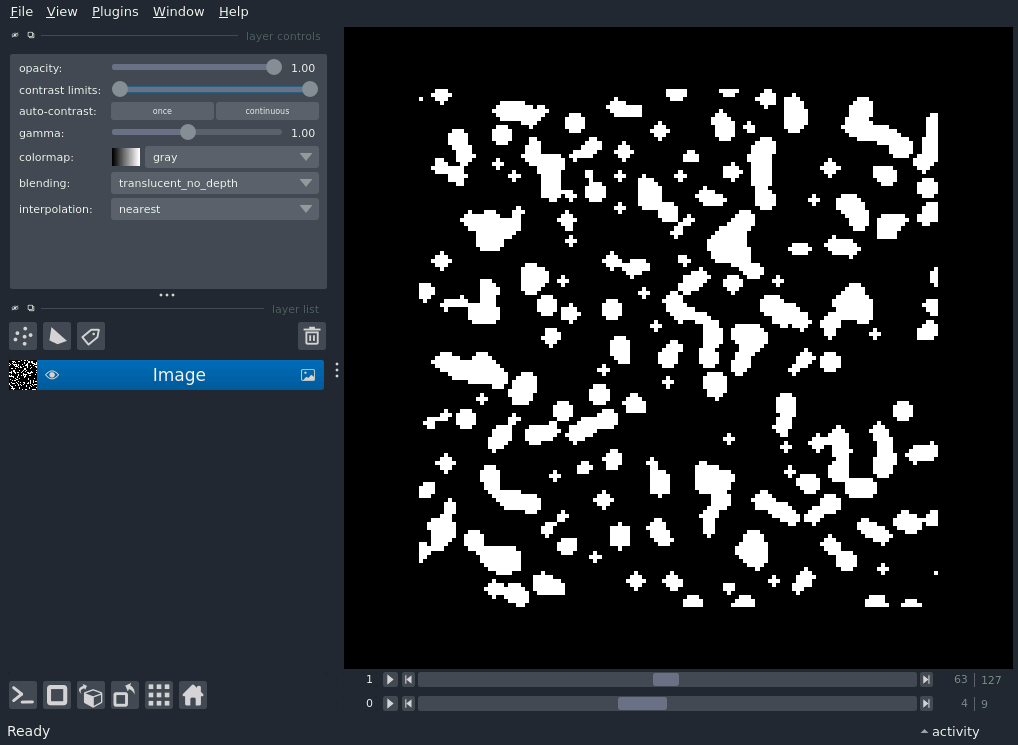 File View Plugins Window Help
layer controls
opacity: 1.00
contrast limits:
auto-contrast: once continuous
gamma: 1.00
colormap: gray
blending: translucent_no_depth
interpolation: nearest
layer list
Image
1 63 127
0 4 9
Ready activity